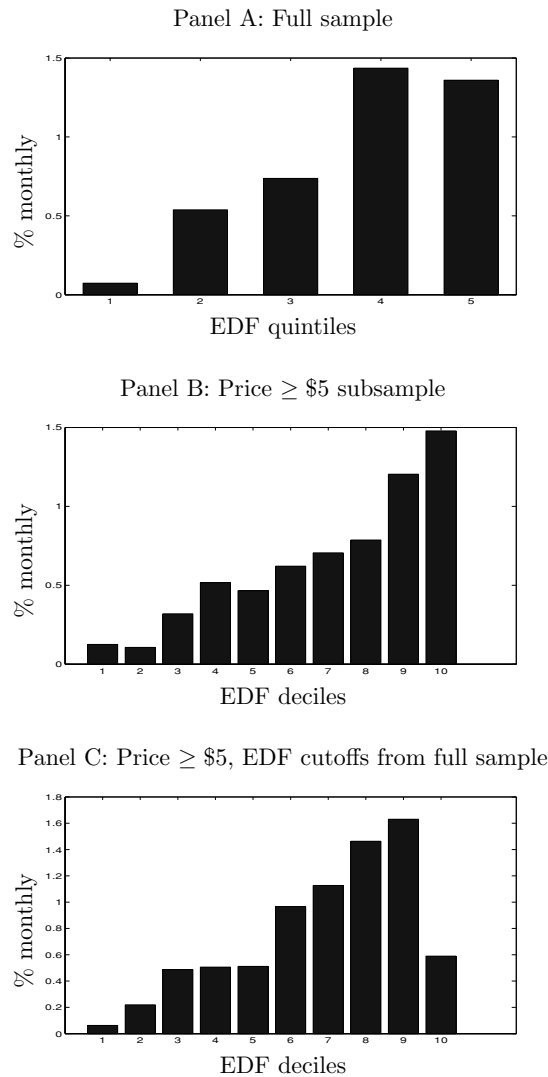 Panel A: Full sample
1.5
1
0.5
0
% monthly
1 2 3 4 5
EDF quintiles
Panel B: Price ≥ $5 subsample
1.5
1
0.5
0
% monthly
1 2 3 4 5 6 7 8 9 10
EDF deciles
Panel C: Price ≥ $5, EDF cutoffs from full sample
1.8
1.6
1.4
1.2
1
0.8
0.6
0.4
0.2
0
% monthly
1 2 3 4 5 6 7 8 9 10
EDF deciles